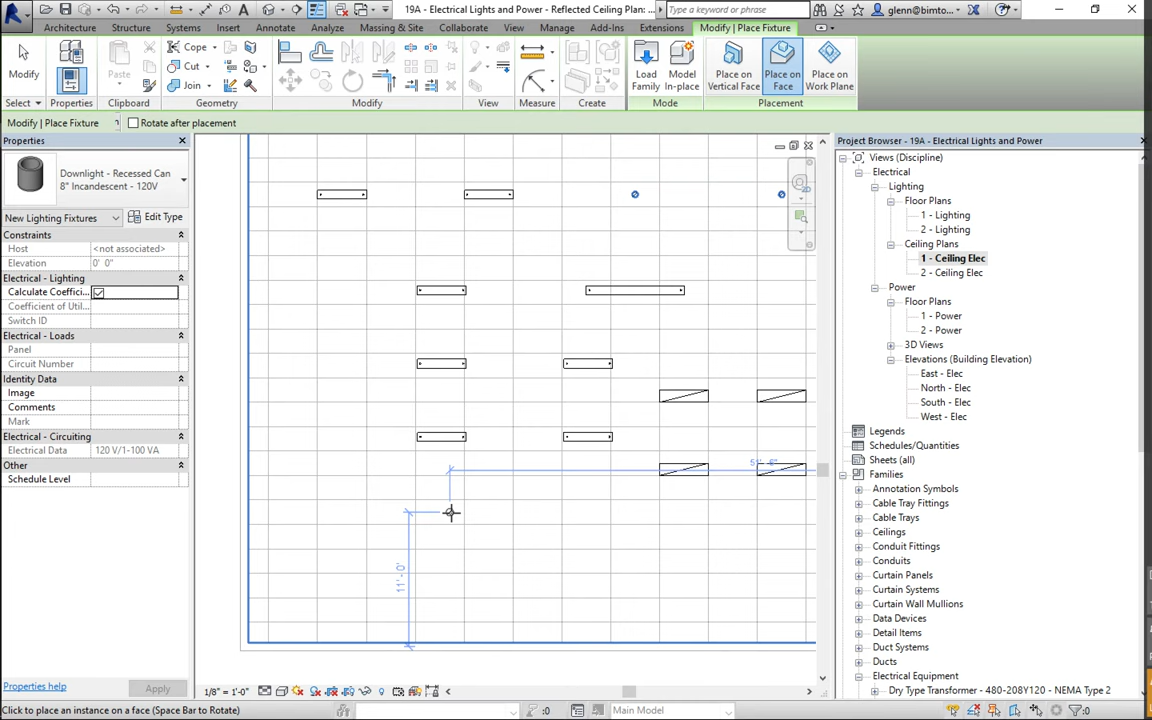 19A - Electrical Lights and Power - Reflected Ceiling Plan:
Type a keyword or phrase
glenn@bimto...
Architecture Structure Systems Insert Annotate Analyze Massing & Site Collaborate View Manage Add-Ins Extensions Modify | Place Fixture
Modify
Paste
Cope
Cut
Join
Load Family
Model In-place
Place on Vertical Face
Place on Face
Place on Work Plane
Select Properties Clipboard Geometry Modify View Measure Create Mode Placement
Modify | Place Fixture Rotate after placement
Properties
Downlight - Recessed Can
8" Incandescent - 120V
New Lighting Fixtures Edit Type
Constraints
Host <not associated>
Elevation 0' 0"
Electrical - Lighting
Calculate Coeffici...
Coefficient of Util...
Switch ID
Electrical - Loads
Panel
Circuit Number
Identity Data
Image
Comments
Mark
Electrical - Circuiting
Electrical Data 120 V/1-100 VA
Other
Schedule Level
Properties help Apply
11' - 0"
1/8" = 1'-0"
Project Browser - 19A - Electrical Lights and Power
Views (Discipline)
Electrical
Lighting
Floor Plans
1 - Lighting
2 - Lighting
Ceiling Plans
1 - Ceiling Elec
2 - Ceiling Elec
Power
Floor Plans
1 - Power
2 - Power
3D Views
Elevations (Building Elevation)
East - Elec
North - Elec
South - Elec
West - Elec
Legends
Schedules/Quantities
Sheets (all)
Families
Annotation Symbols
Cable Tray Fittings
Cable Trays
Ceilings
Conduit Fittings
Conduits
Curtain Panels
Curtain Systems
Curtain Wall Mullions
Data Devices
Detail Items
Duct Systems
Ducts
Electrical Equipment
Dry Type Transformer - 480-208Y120 - NEMA Type 2
Click to place an instance on a face (Space Bar to Rotate)
:0
Main Model
:0